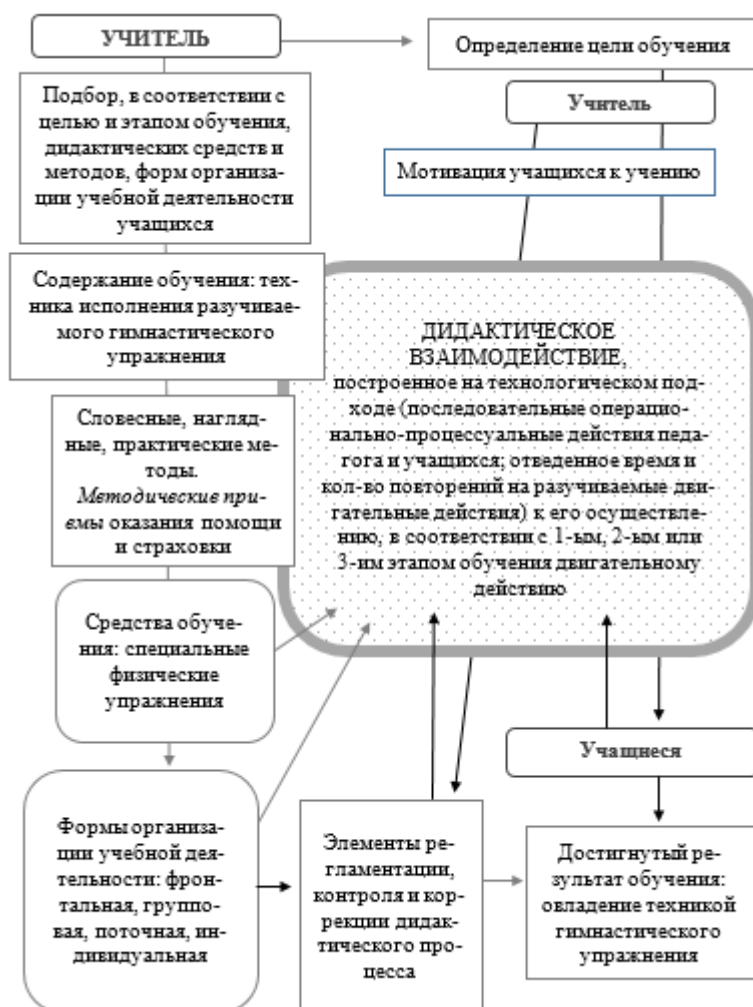 УЧИТЕЛЬ
Определение цели обучения
Учитель
Мотивация учащихся к учению
Подбор, в соответствии с
целью и этапом обучения,
дидактических средств и
методов, форм организа-
ции учебной деятельности
учащихся
Содержание обучения: тех-
ника исполнения разучивае-
мого гимнастического
упражнения
Словесные, нагляд-
ные, практические ме-
тоды.
Методические при-
емы оказания помощи
и страховки
Средства обуче-
ния: специальные
физические
упражнения
Формы организа-
ции учебной дея-
тельности: фрон-
тальная, группо-
вая, поточная, ин-
дивидуальная
ДИДАКТИЧЕСКОЕ
ВЗАИМОДЕЙСТВИЕ,
построенное на технологическом под-
ходе (последовательные операцио-
нально-процессуальные действия педа-
гога и учащихся; отведенное время и
кол-во повторений на разучиваемые дви-
гательные действия) к его осуществле-
нию, в соответствии с 1-ым, 2-ым или
3-им этапом обучения двигательному
действию
Учащиеся
Элементы ре-
гламентации,
контроля и кор-
рекции дидак-
тического про-
цесса
Достигнутый ре-
зультат обучения:
овладение техникой
гимнастического
упражнения